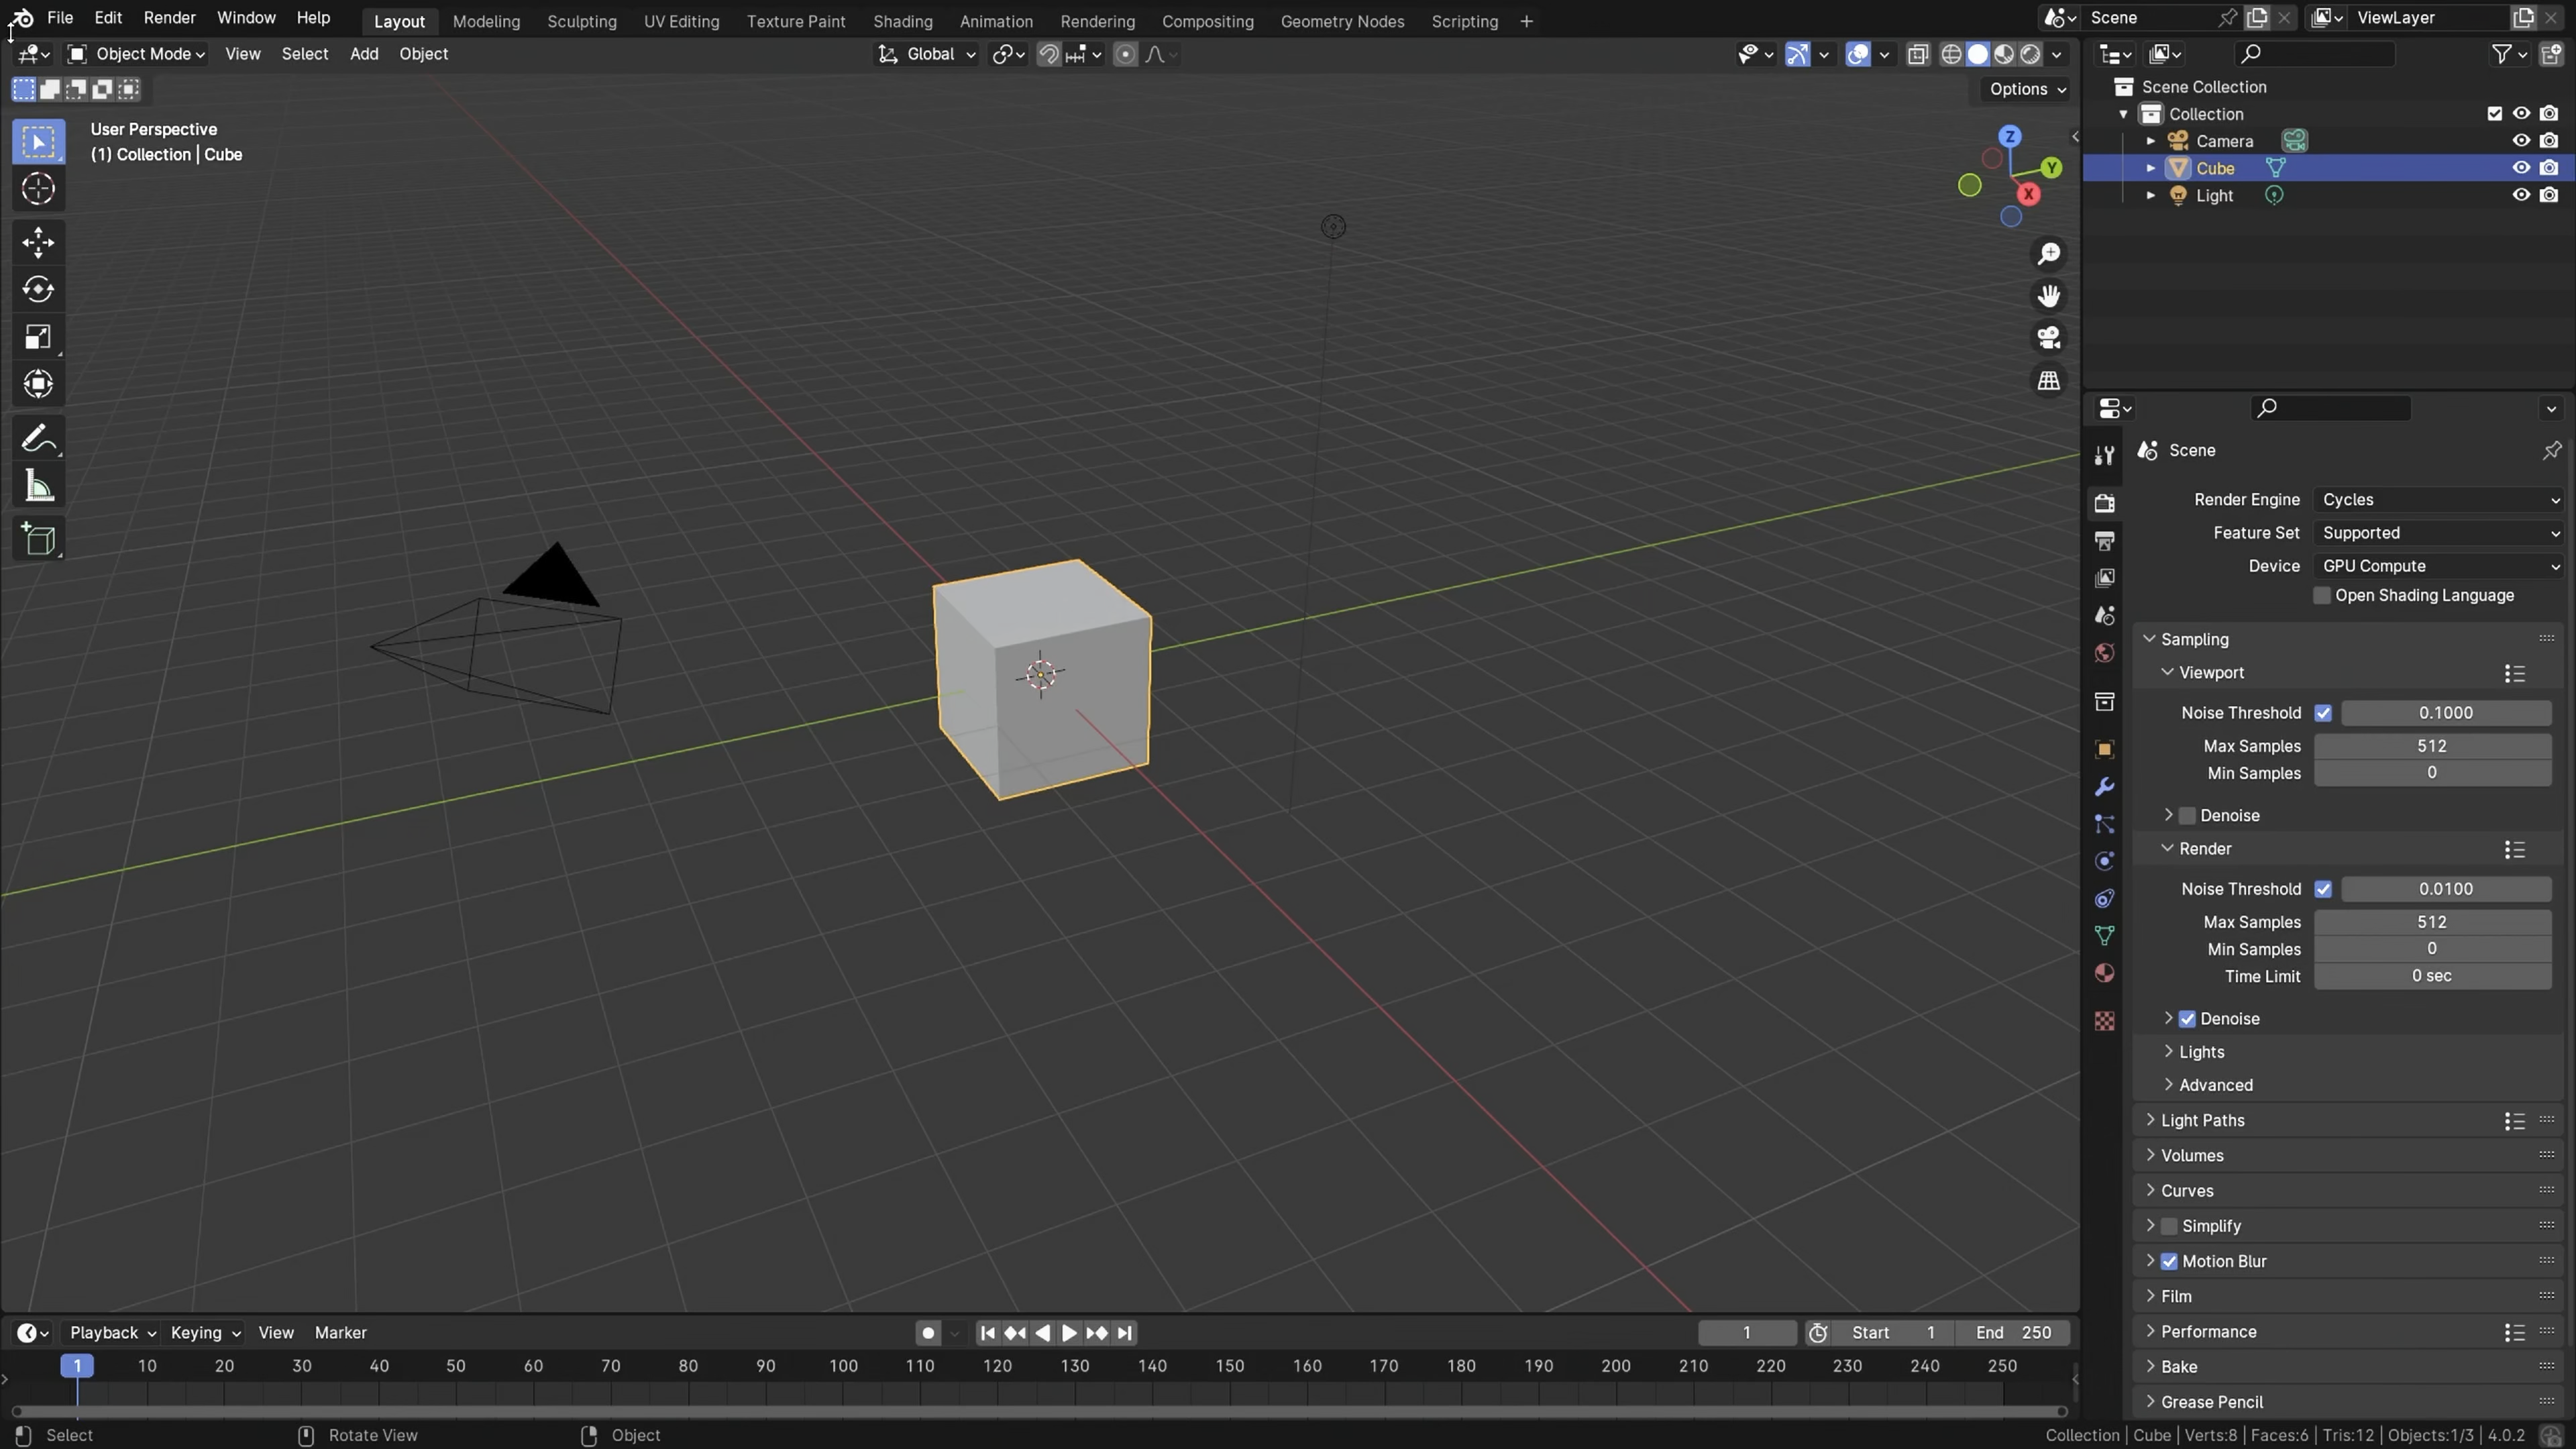 File Edit Render Window Help Layout Modeling Sculpting UV Editing Texture Paint Shading Animation Rendering Compositing Geometry Nodes Scripting + Scene ViewLayer
Object Mode View Select Add Object Global
Options
User Perspective
(1) Collection | Cube
Z
Y
X
Scene Collection
Collection
Camera
Cube
Light
Scene
Render Engine Cycles
Feature Set Supported
Device GPU Compute
Open Shading Language
Sampling
Viewport
Noise Threshold 0.1000
Max Samples 512
Min Samples 0
Denoise
Render
Noise Threshold 0.0100
Max Samples 512
Min Samples 0
Time Limit 0 sec
Denoise
Lights
Advanced
Light Paths
Volumes
Curves
Simplify
Motion Blur
Film
Performance
Bake
Grease Pencil
Playback Keying View Marker 1 Start 1 End 250
1 10 20 30 40 50 60 70 80 90 100 110 120 130 140 150 160 170 180 190 200 210 220 230 240 250
Select Rotate View Object Collection | Cube | Verts:8 | Faces:6 | Tris:12 | Objects:1/3 | 4.0.2